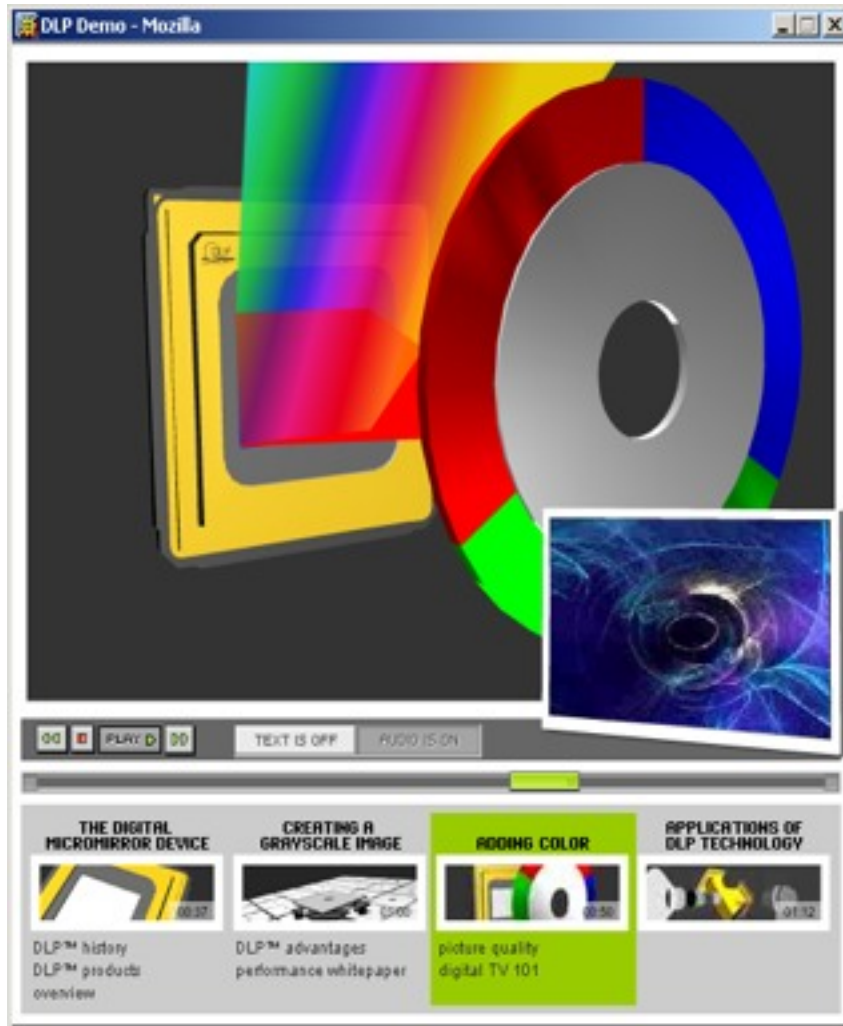 DLP Demo - Mozilla
DLP
PLAY
TEXT IS OFF
AUDIO IS ON
THE DIGITAL
MICROMIRROR DEVICE
00:37
DLP™ history
DLP™ products
overview
CREATING A
GRAYSCALE IMAGE
DLP™ advantages
performance whitepaper
ADDING COLOR
00:50
picture quality
digital TV 101
APPLICATIONS OF
DLP TECHNOLOGY
01:12